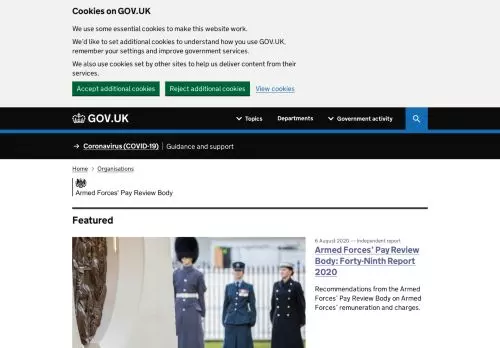 Cookies on GOV.UK
We use some essential cookies to make this website work.
We'd like to set additional cookies to understand how you use GOV.UK,
remember your settings and improve government services.
We also use cookies set by other sites to help us deliver content from their
services.
Accept additional cookies Reject additional cookies View cookies
GOV.UK Topics Departments Government activity
→ Coronavirus (COVID-19) Guidance and support
Home > Organisations
Armed Forces' Pay Review Body
Featured
6 August 2020 — Independent report
Armed Forces' Pay Review
Body: Forty-Ninth Report
2020
Recommendations from the Armed
Forces' Pay Review Body on Armed
Forces' remuneration and charges.